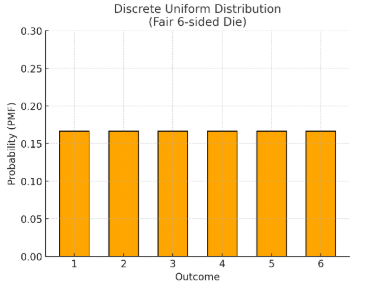 Discrete Uniform Distribution
(Fair 6-sided Die)
0.30
0.25
0.20
0.15
0.10
0.05
0.00
Probability (PMF)
1 2 3 4 5 6
Outcome